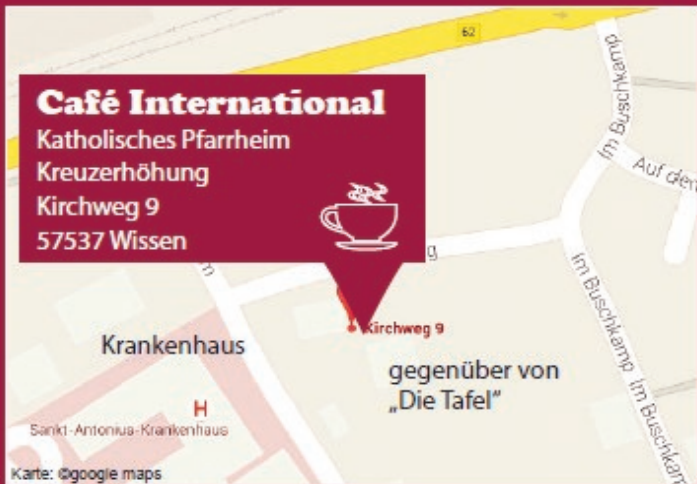 62
Im Buschkamp
Café International
Katholisches Pfarrheim
Kreuzerhöhung
Kirchweg 9
57537 Wissen
Auf den
g
m
Kirchweg 9
Im Buschkamp
Im Buschkamp
Krankenhaus
gegenüber von
„Die Tafel“
H
Sankt-Antonius-Krankenhaus
Karte: ©google maps